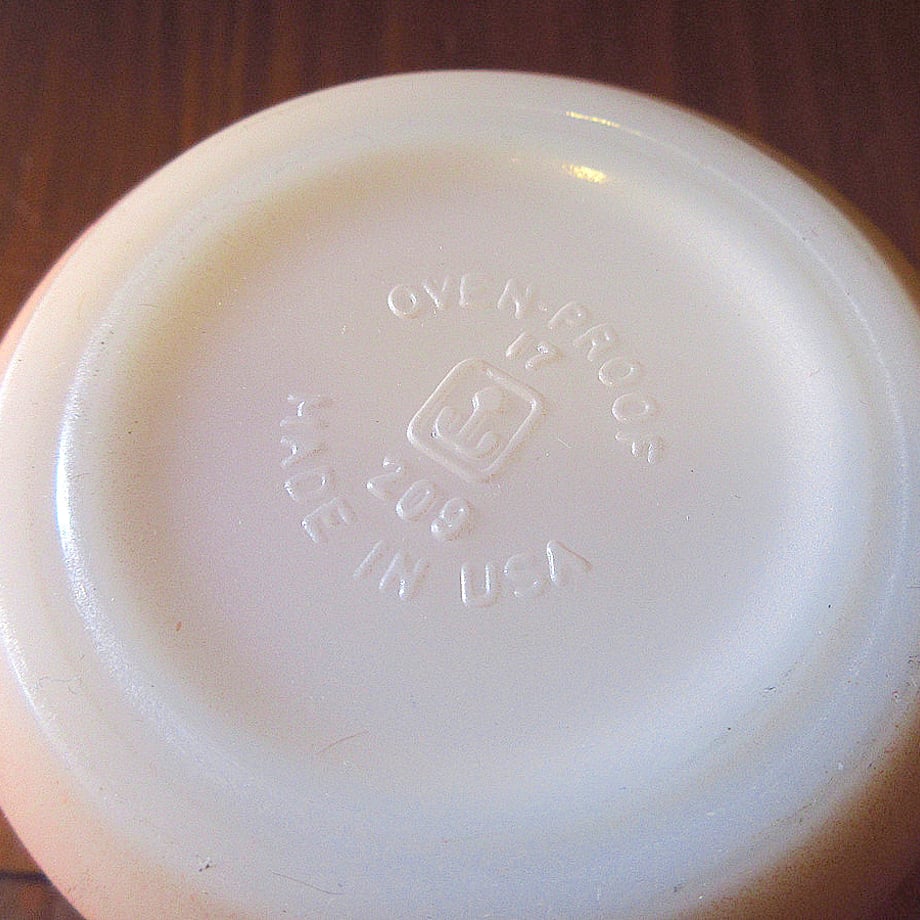 OVEN-PROOF
17
209
MADE IN USA